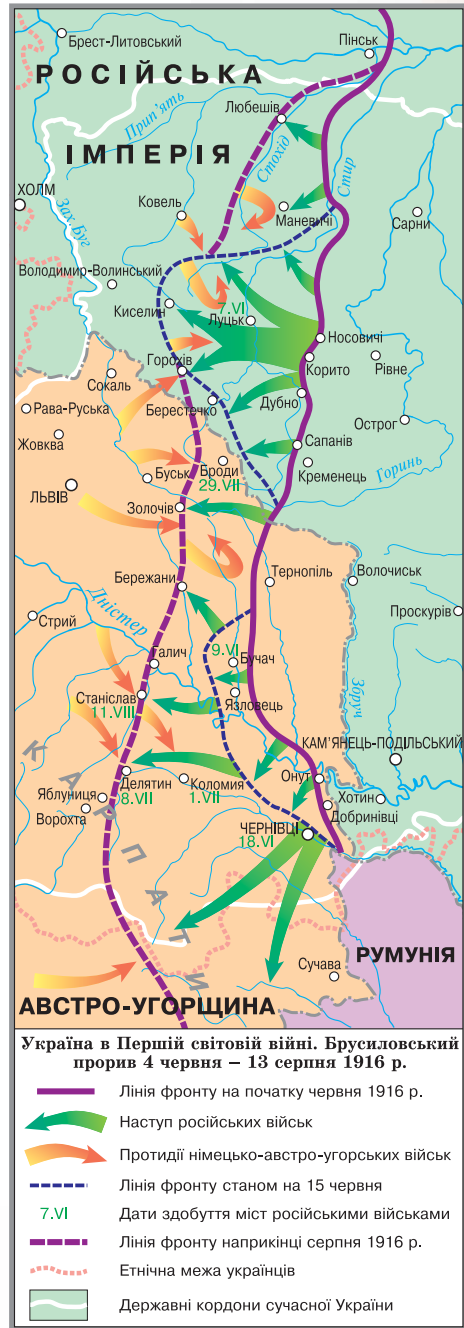 Брест-Литовський
Пінськ
РОСІЙСЬКА
Прип'ять
Любешів
ІМПЕРІЯ
Стохід
Стир
ХОЛМ
Ковель
Маневичі
Сарни
Зах. Буг
Володимир-Волинський
Киселин
7.VI
Луцьк
Носовичі
Горохів
Корито
Рівне
Сокаль
Дубно
Рава-Руська
Берестечко
Острог
Жовква
Сапанів
Броди
Кременець
Горинь
Буськ
29.VII
ЛЬВІВ
Золочів
Тернопіль
Волочиськ
Бережани
Проскурів
Стрий
Дністер
9.VI
Галич
Бучач
Збруч
Станіслав
Язловець
11.VIII
КАМ'ЯНЕЦЬ-ПОДІЛЬСЬКИЙ
КАРПАТИ
Делятин
Коломия
Онут
Яблуниця
8.VII
1.VII
Хотин
Ворохта
Добринівці
ЧЕРНІВЦІ
18.VI
РУМУНІЯ
Сучава
АВСТРО-УГОРЩИНА
Україна в Першій світовій війні. Брусиловський
прорив 4 червня – 13 серпня 1916 р.
Лінія фронту на початку червня 1916 р.
Наступ російських військ
Протидії німецько-австро-угорських військ
Лінія фронту станом на 15 червня
7.VI Дати здобуття міст російськими військами
Лінія фронту наприкінці серпня 1916 р.
Етнічна межа українців
Державні кордони сучасної України